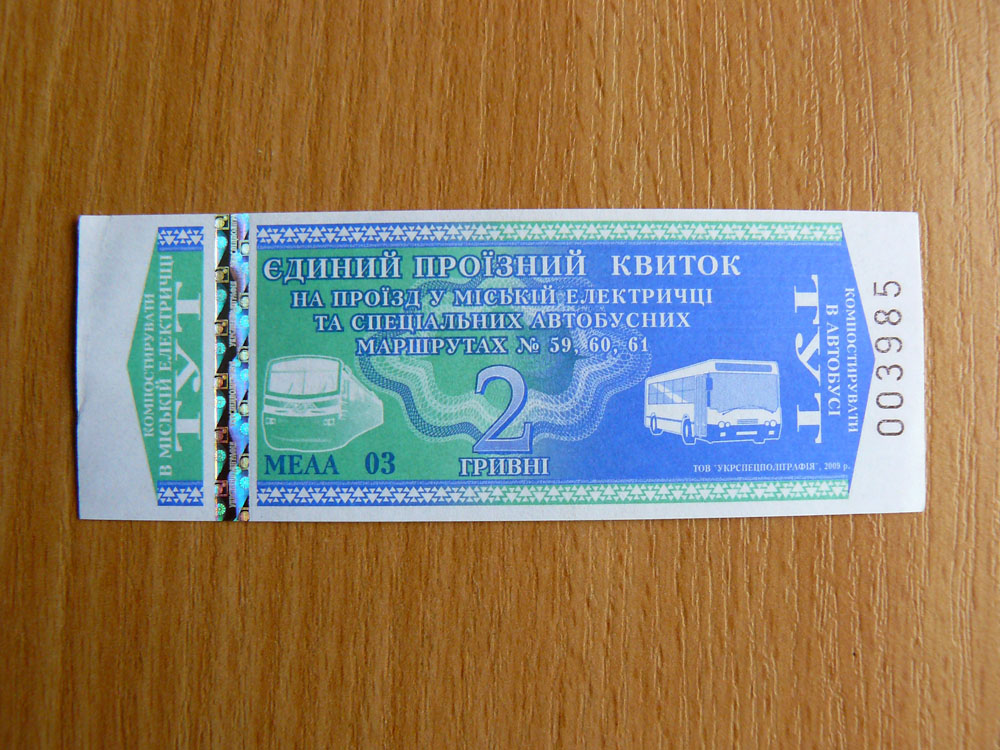 КОМПОСТИРУВАТИ
В МІСЬКІЙ ЕЛЕКТРИЧЦІ
ТУТ
ЄДИНИЙ ПРОЇЗНИЙ КВИТОК
НА ПРОЇЗД У МІСЬКІЙ ЕЛЕКТРИЧЦІ
ТА СПЕЦІАЛЬНИХ АВТОБУСНИХ
МАРШРУТАХ № 59, 60, 61
2
ГРИВНІ
МЕАА 03
ТОВ "УКРСПЕЦПОЛІГРАФІЯ", 2009 р.
КОМПОСТИРУВАТИ
В АВТОБУСІ
ТУТ
003985